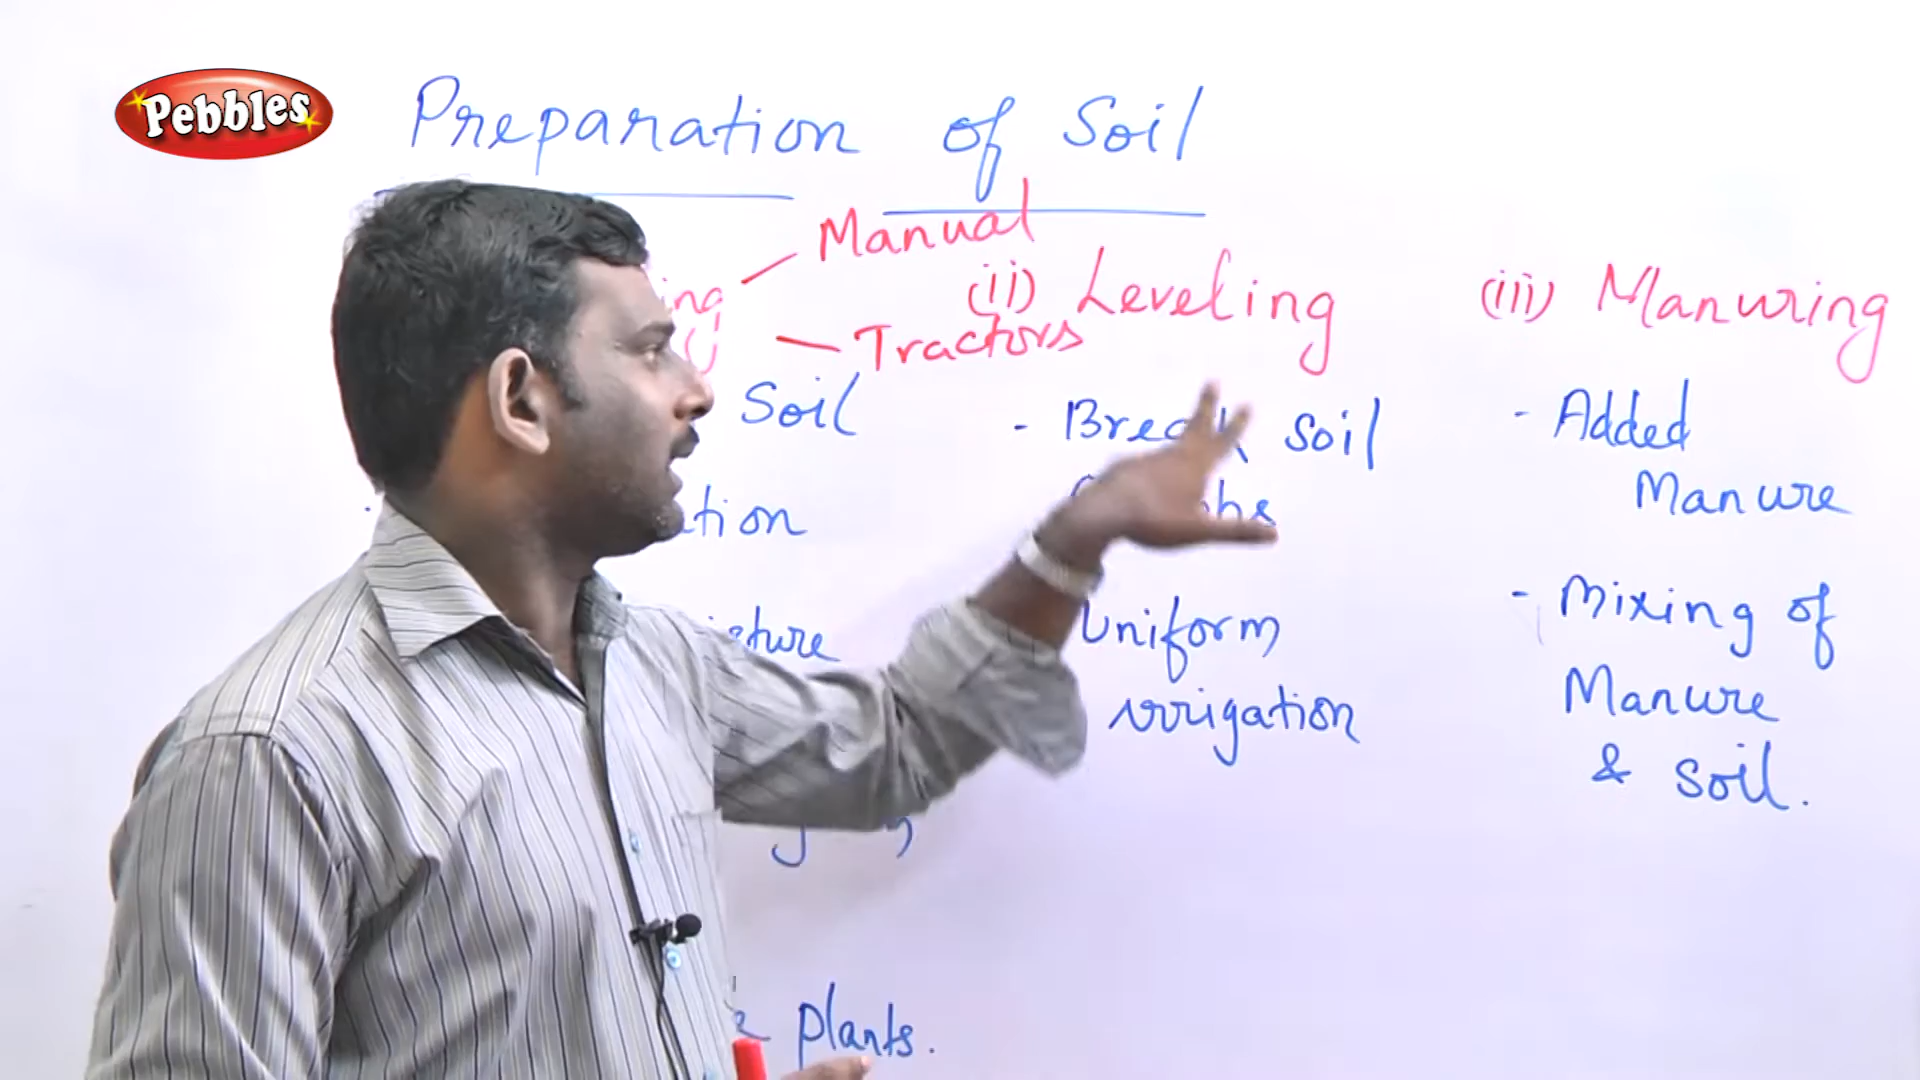 Pebbles
Preparation of Soil
Manual
Tractors
Soil
(ii) Leveling
- Break soil
Uniform
irrigation
(iii) Manuring
- Added
Manure
- Mixing of
Manure
& soil.
plants.